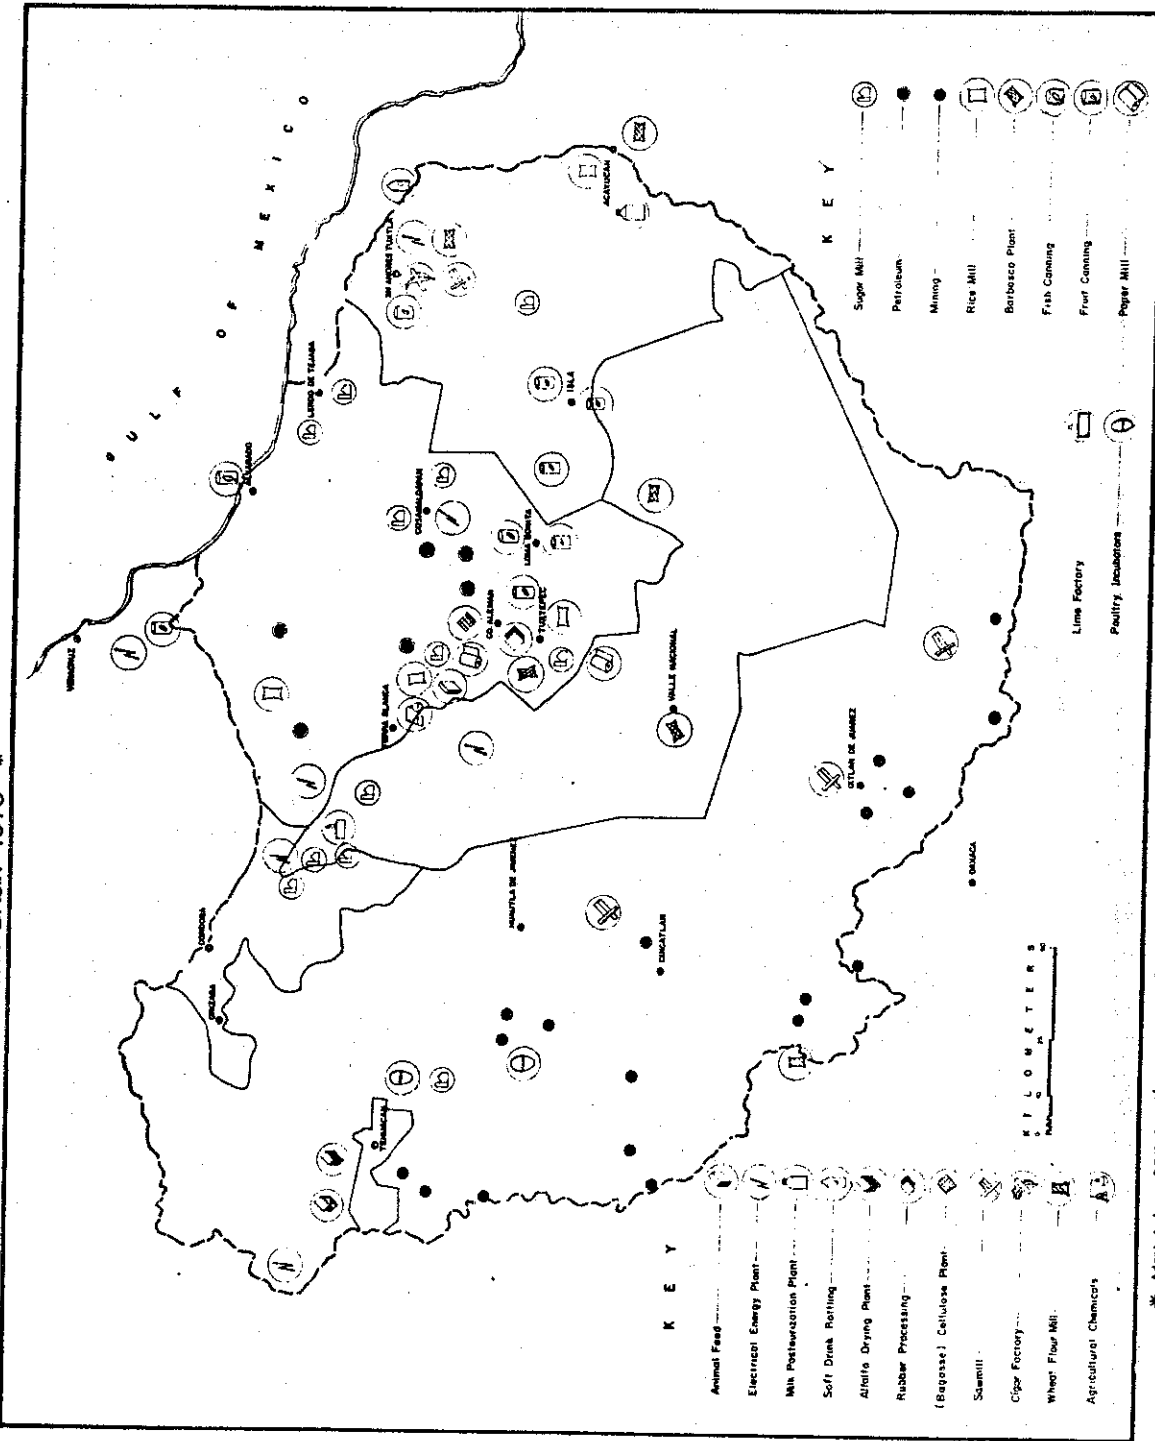 GULF OF MEXICO
VERACRUZ
ALVARADO
LERDO DE TEJADA
SN ANDRES TUXTLA
ACAYUCAN
COSAMALOAPAN
ISLA
LOMA BONITA
CD ALEMAN
TUXTEPEC
TIERRA BLANCA
VALLE NACIONAL
CORDOBA
ORIZABA
HUAUTLA DE JIMENEZ
CUICATLAN
IXTLAN DE JUAREZ
OAXACA
TEHUACAN
KEY
Sugar Mill
Petroleum
Mining
Rice Mill
Barbasco Plant
Fish Canning
Fruit Canning
Paper Mill
Lime Factory
Poultry Incubators
KILOMETERS
KEY
Animal Feed
Electrical Energy Plant
Milk Pasteurization Plant
Soft Drink Bottling
Alfalfa Drying Plant
Rubber Processing
(Bagasse) Cellulose Plant
Sawmill
Cigar Factory
Wheat Flour Mill
Agricultural Chemicals